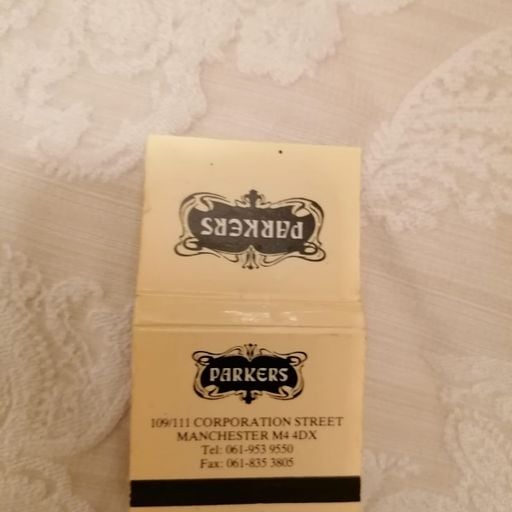 PARKERS
PARKERS
109/111 CORPORATION STREET
MANCHESTER M4 4DX
Tel: 061-953 9550
Fax: 061-835 3805